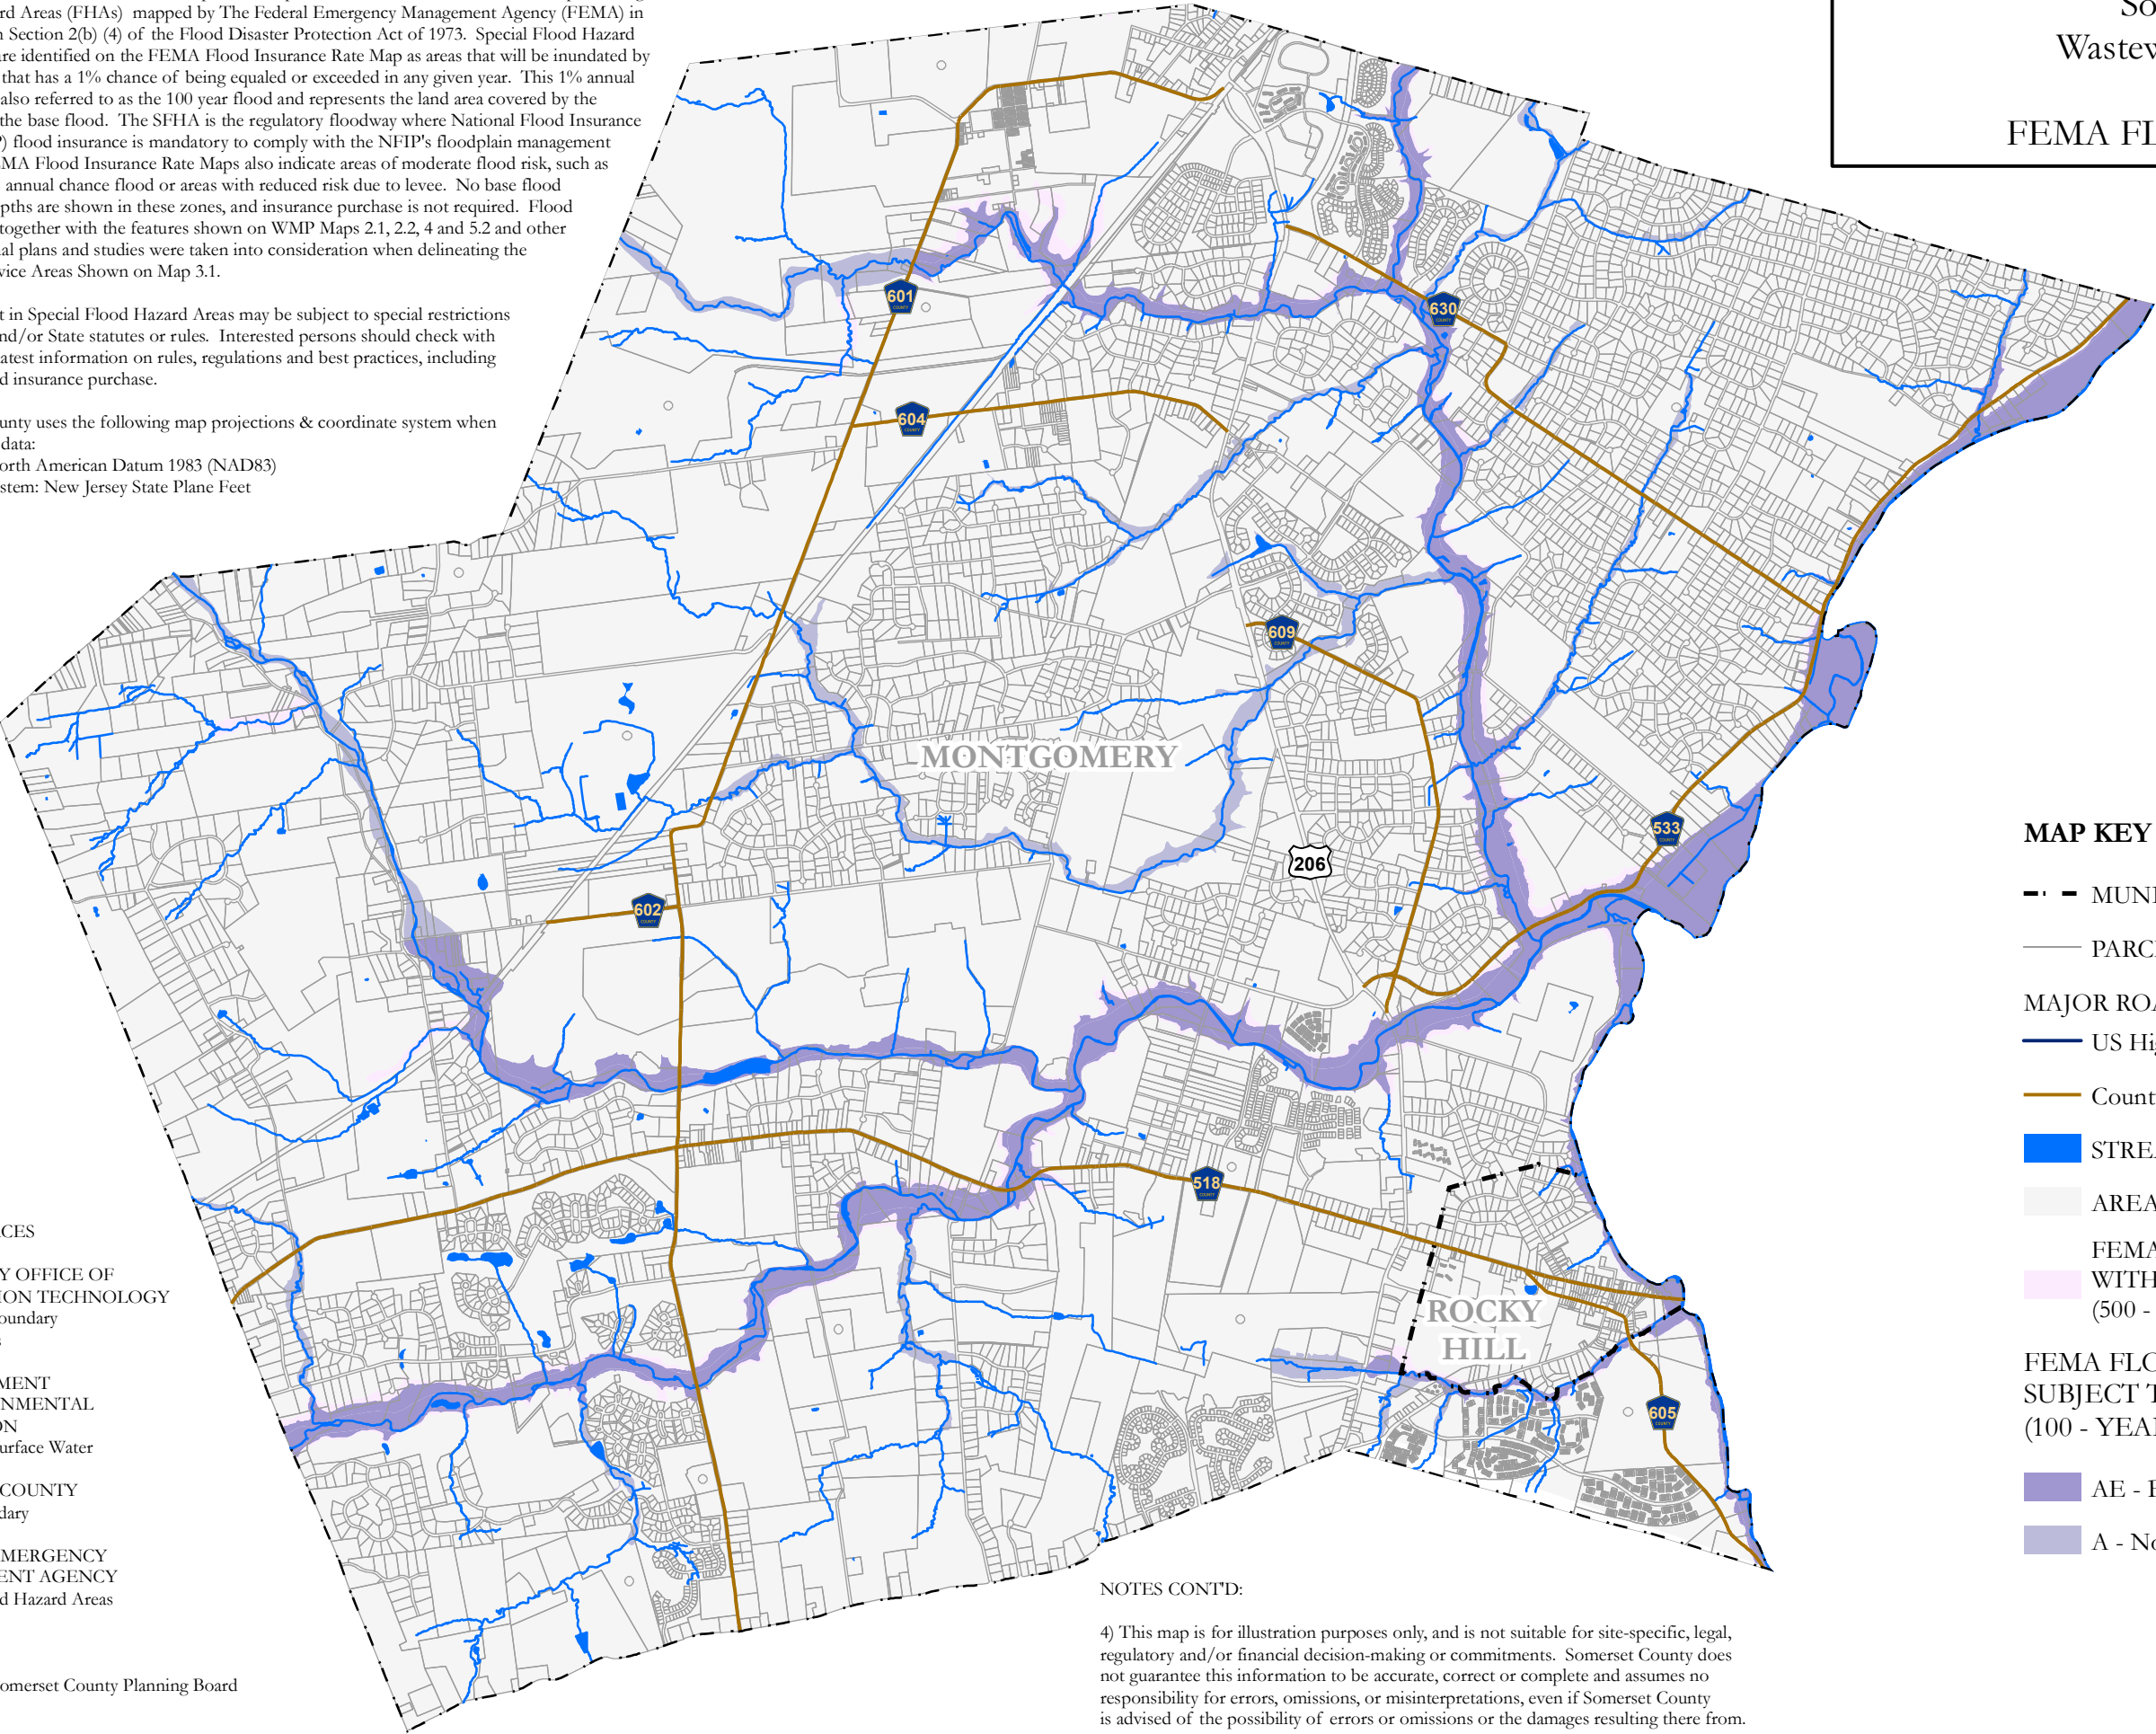 rd Areas (FHAs) mapped by The Federal Emergency Management Agency (FEMA) in
n Section 2(b) (4) of the Flood Disaster Protection Act of 1973. Special Flood Hazard
re identified on the FEMA Flood Insurance Rate Map as areas that will be inundated by
that has a 1% chance of being equaled or exceeded in any given year. This 1% annual
also referred to as the 100 year flood and represents the land area covered by the
the base flood. The SFHA is the regulatory floodway where National Flood Insurance
P) flood insurance is mandatory to comply with the NFIP's floodplain management
EMA Flood Insurance Rate Maps also indicate areas of moderate flood risk, such as
annual chance flood or areas with reduced risk due to levee. No base flood
pths are shown in these zones, and insurance purchase is not required. Flood
together with the features shown on WMP Maps 2.1, 2.2, 4 and 5.2 and other
al plans and studies were taken into consideration when delineating the
vice Areas Shown on Map 3.1.
t in Special Flood Hazard Areas may be subject to special restrictions
nd/or State statutes or rules. Interested persons should check with
atest information on rules, regulations and best practices, including
d insurance purchase.
unty uses the following map projections & coordinate system when
data:
orth American Datum 1983 (NAD83)
stem: New Jersey State Plane Feet
So
Wastew
FEMA FL
601
COUNTY
630
COUNTY
604
COUNTY
609
COUNTY
MONTGOMERY
533
COUNTY
206
602
COUNTY
518
COUNTY
ROCKY
HILL
605
COUNTY
MAP KEY
MUNI
PARC
MAJOR ROA
US Hi
Count
STREA
AREA
FEMA
WITH
(500 -
FEMA FLO
SUBJECT T
(100 - YEA
AE - 
A - No
CES
Y OFFICE OF
ION TECHNOLOGY
oundary
s
MENT
NMENTAL
ON
urface Water
COUNTY
dary
MERGENCY
ENT AGENCY
d Hazard Areas
omerset County Planning Board
NOTES CONT'D:
4) This map is for illustration purposes only, and is not suitable for site-specific, legal,
regulatory and/or financial decision-making or commitments. Somerset County does
not guarantee this information to be accurate, correct or complete and assumes no
responsibility for errors, omissions, or misinterpretations, even if Somerset County
is advised of the possibility of errors or omissions or the damages resulting there from.